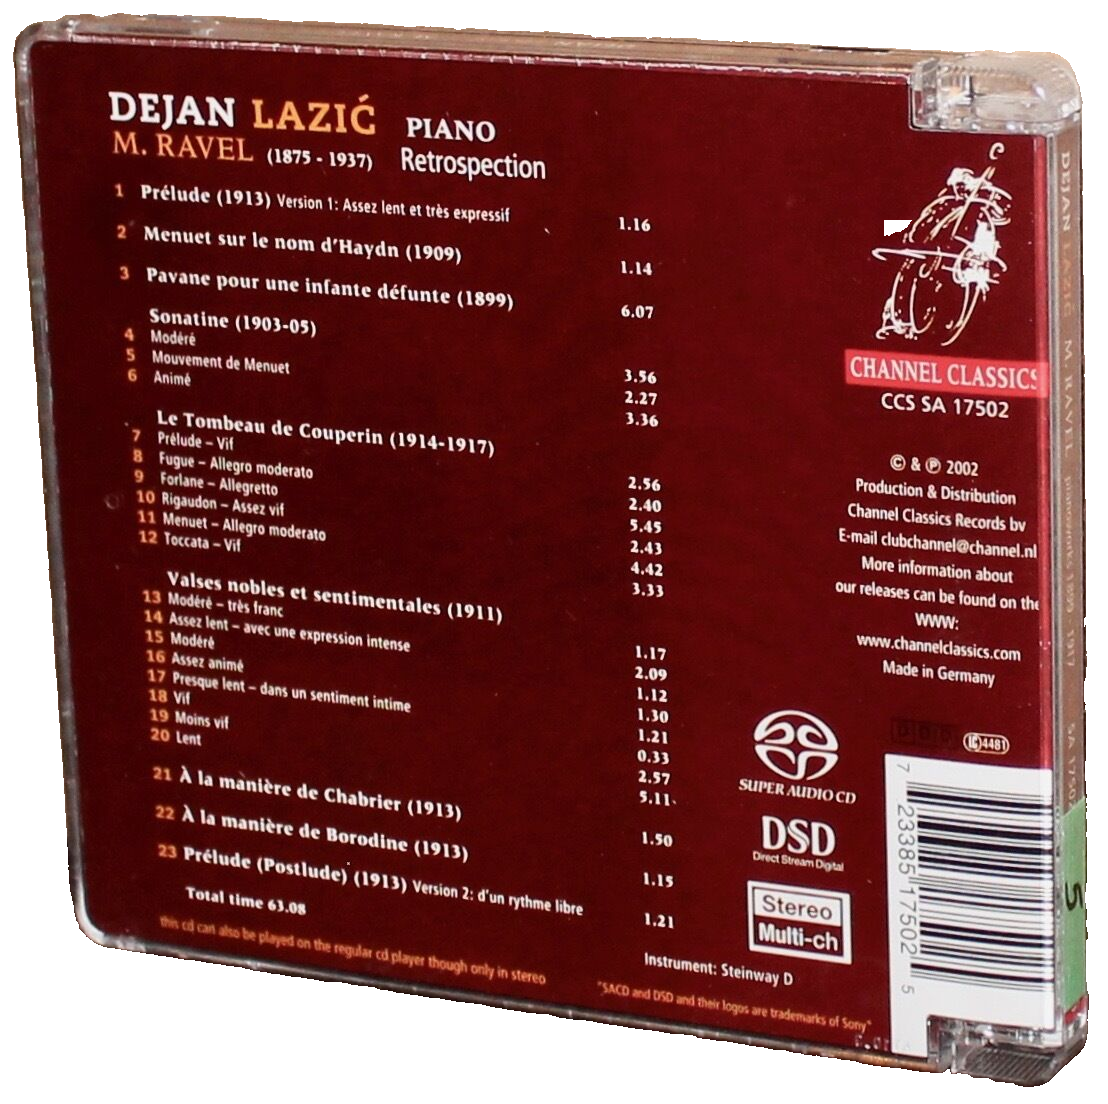 DEJAN LAZIĆ PIANO
M. RAVEL (1875 - 1937) Retrospection
1 Prélude (1913) Version 1: Assez lent et très expressif 1.16
2 Menuet sur le nom d'Haydn (1909) 1.14
3 Pavane pour une infante défunte (1899) 6.07
Sonatine (1903-05)
4 Modéré 3.56
5 Mouvement de Menuet 2.27
6 Animé 3.36
Le Tombeau de Couperin (1914-1917)
7 Prélude – Vif 2.56
8 Fugue – Allegro moderato 2.40
9 Forlane – Allegretto 5.45
10 Rigaudon – Assez vif 2.43
11 Menuet – Allegro moderato 4.42
12 Toccata – Vif 3.33
Valses nobles et sentimentales (1911)
13 Modéré – très franc 1.17
14 Assez lent – avec une expression intense 2.09
15 Modéré 1.12
16 Assez animé 1.30
17 Presque lent – dans un sentiment intime 1.21
18 Vif 0.33
19 Moins vif 2.57
20 Lent 5.11
21 À la manière de Chabrier (1913) 1.50
22 À la manière de Borodine (1913) 1.15
23 Prélude (Postlude) (1913) Version 2: d'un rythme libre 1.21
Total time 63.08
this cd can also be played on the regular cd player though only in stereo
Instrument: Steinway D
"SACD and DSD and their logos are trademarks of Sony"
CHANNEL CLASSICS
CCS SA 17502
© & ℗ 2002
Production & Distribution
Channel Classics Records bv
E-mail clubchannel@channel.nl
More information about
our releases can be found on the
WWW:
www.channelclassics.com
Made in Germany
DDD
LC 4481
SUPER AUDIO CD
DSD
Direct Stream Digital
Stereo
Multi-ch
7 23385 17502 5
DEJAN LAZIĆ M. RAVEL pianoworks 1899 - 1917 SA 17502
5